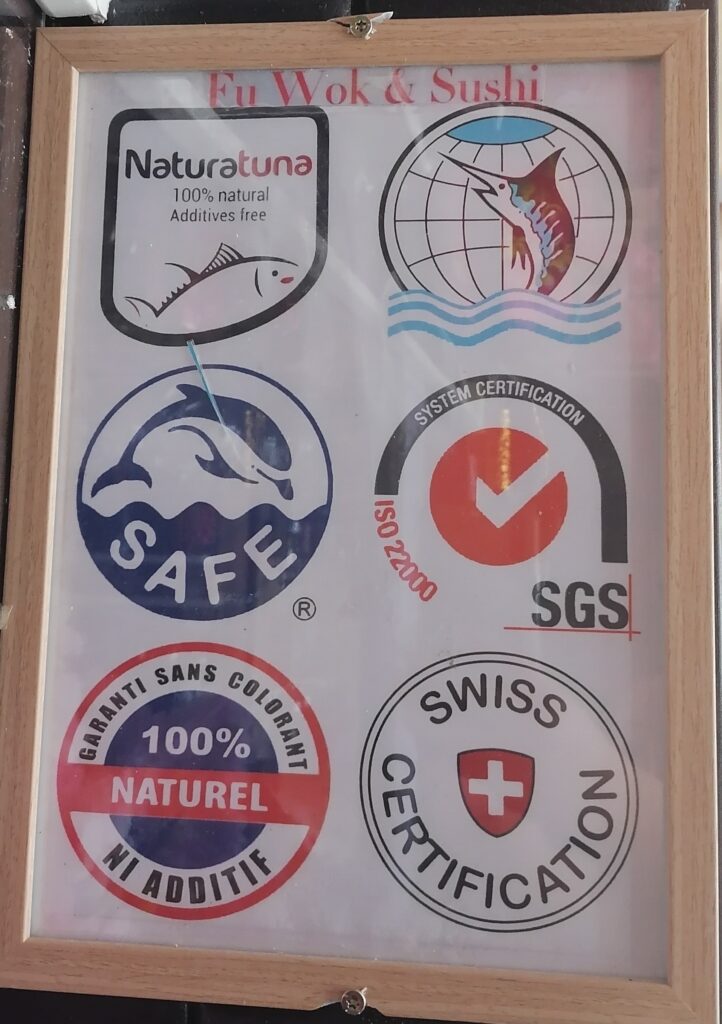 Fu Wok & Sushi
Naturatuna
100% natural
Additives free
SAFE
®
SYSTEM CERTIFICATION
ISO 22000
SGS
GARANTI SANS COLORANT
100%
NATUREL
NI ADDITIF
SWISS
CERTIFICATION